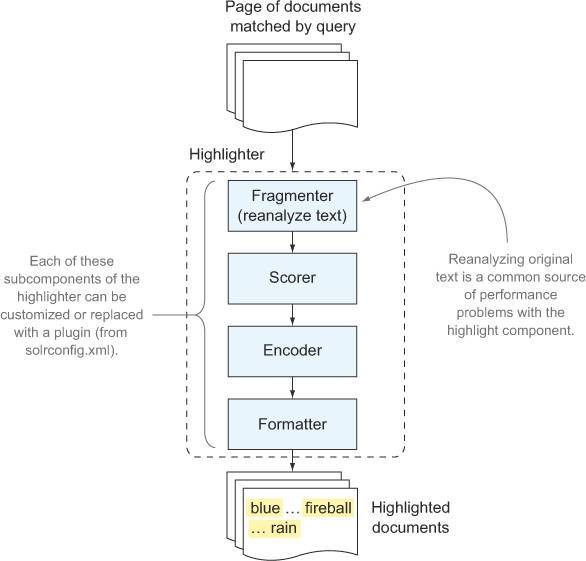 Page of documents
matched by query
Highlighter
Fragmenter
(reanalyze text)
Each of these
subcomponents of the
highlighter can be
customized or replaced
with a plugin (from
solrconfig.xml).
Reanalyzing original
text is a common source
of performance
problems with the
highlight component.
Scorer
Encoder
Formatter
blue ... fireball
... rain
Highlighted
documents